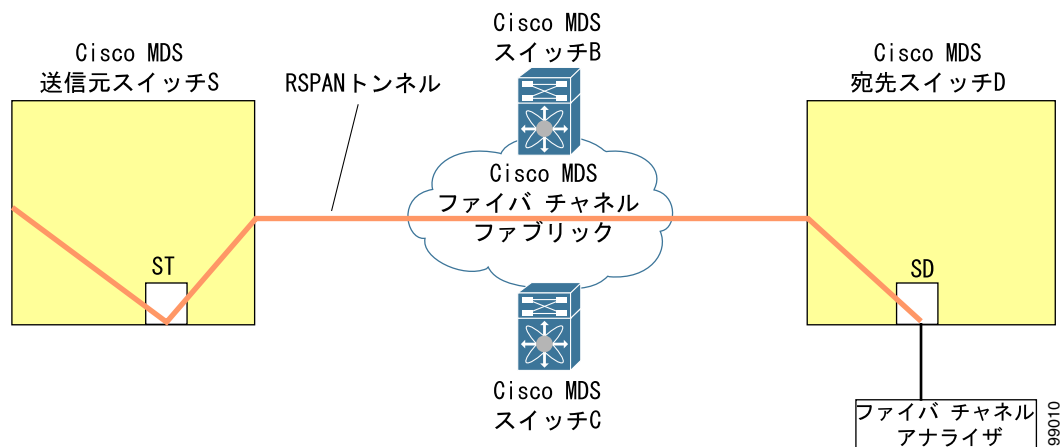 Cisco MDS
送信元スイッチS
RSPANトンネル
Cisco MDS
スイッチB
Cisco MDS
宛先スイッチD
Cisco MDS
ファイバ チャネル
ファブリック
ST
SD
Cisco MDS
スイッチC
ファイバ チャネル
アナライザ
99010